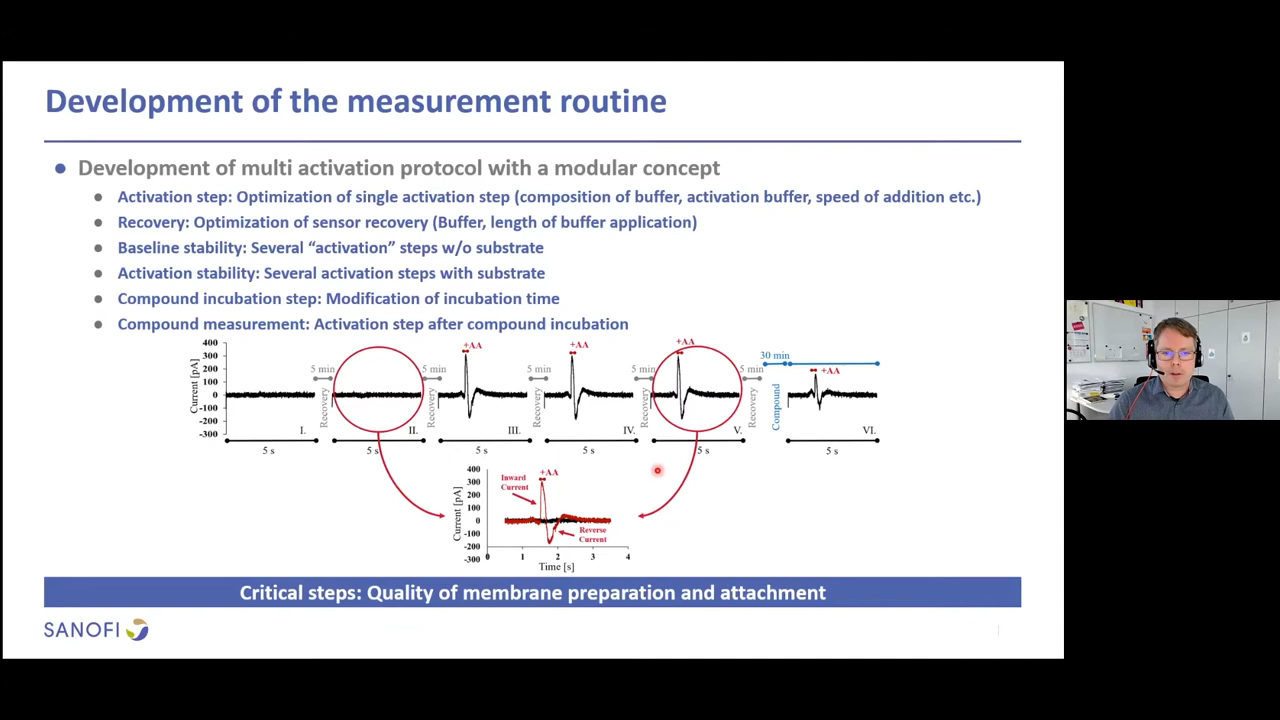 Development of the measurement routine
Development of multi activation protocol with a modular concept
Activation step: Optimization of single activation step (composition of buffer, activation buffer, speed of addition etc.)
Recovery: Optimization of sensor recovery (Buffer, length of buffer application)
Baseline stability: Several “activation” steps w/o substrate
Activation stability: Several activation steps with substrate
Compound incubation step: Modification of incubation time
Compound measurement: Activation step after compound incubation
Current [pA]
400
300
200
100
0
-100
-200
-300
I.
5 s
5 min
Recovery
II.
5 s
5 min
Recovery
+AA
III.
5 s
5 min
Recovery
+AA
IV.
5 s
5 min
Recovery
+AA
V.
5 s
5 min
Recovery
30 min
Compound
+AA
VI.
5 s
Current [pA]
400
300
200
100
0
-100
-200
-300
+AA
Inward
Current
Reverse
Current
0 1 2 3 4
Time [s]
Critical steps: Quality of membrane preparation and attachment
SANOFI